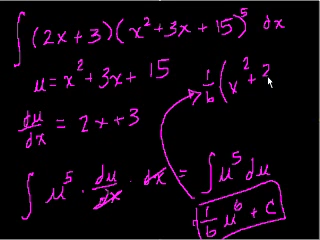 ∫ (2x + 3)(x² + 3x + 15)⁵ dx
u = x² + 3x + 15
du/dx = 2x + 3
∫ u⁵ · du/dx · dx = ∫ u⁵ du
1/6 u⁶ + C
1/6 (x² + 2